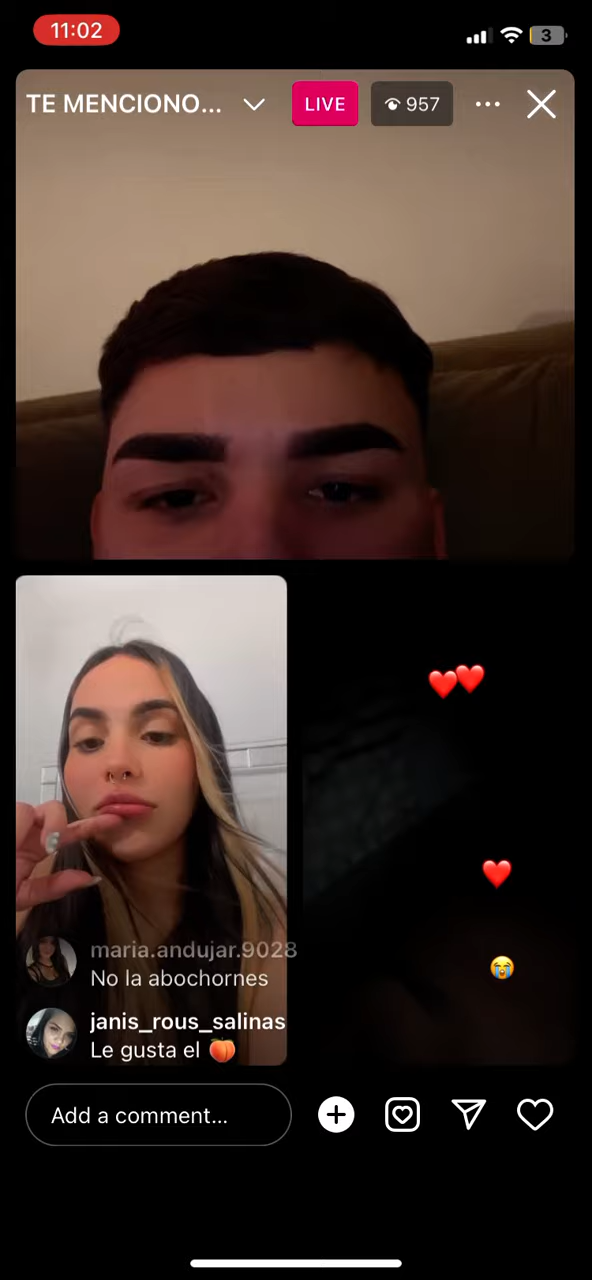 11:02
3
TE MENCIONO...
LIVE
957
maria.andujar.9028
No la abochornes
janis_rous_salinas
Le gusta el 🍑
Add a comment...